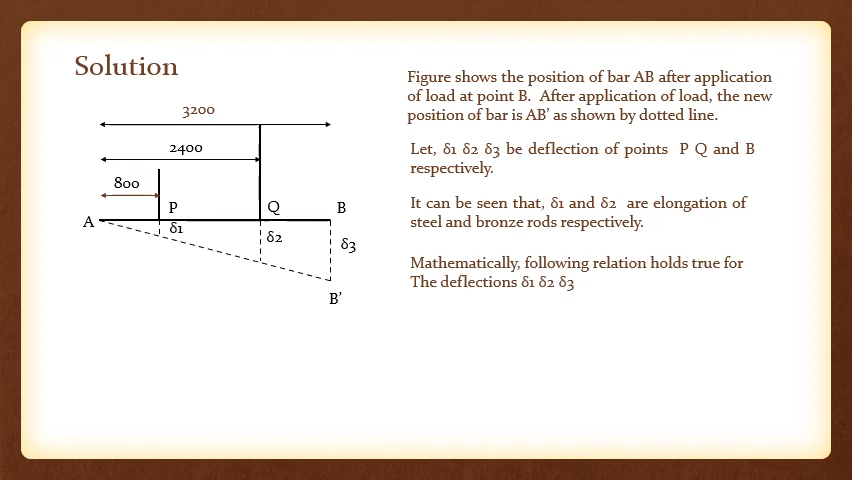 Solution
3200
2400
800
P
Q
B
A
δ1
δ2
δ3
B’
Figure shows the position of bar AB after application
of load at point B. After application of load, the new
position of bar is AB’ as shown by dotted line.
Let, δ1 δ2 δ3 be deflection of points P Q and B
respectively.
It can be seen that, δ1 and δ2 are elongation of
steel and bronze rods respectively.
Mathematically, following relation holds true for
The deflections δ1 δ2 δ3